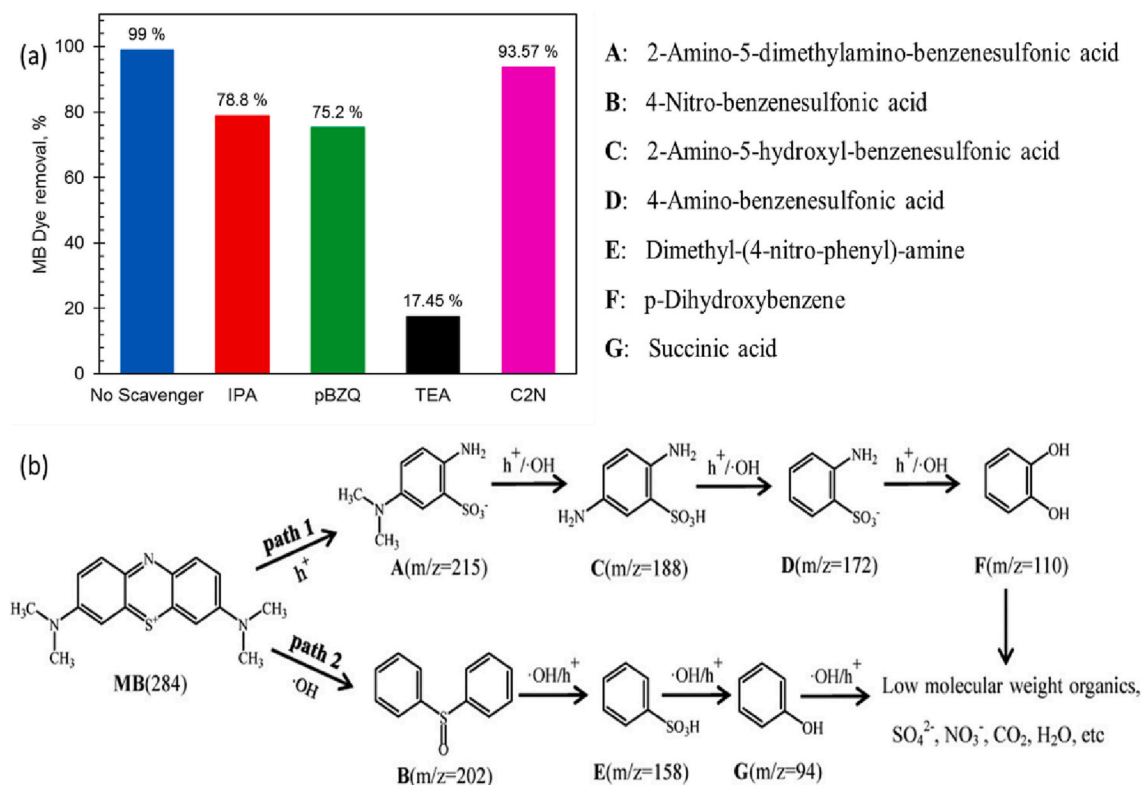 (a)
MB Dye removal, %
100
80
60
40
20
0
99 %
78.8 %
75.2 %
17.45 %
93.57 %
No Scavenger IPA pBZQ TEA C2N
A: 2-Amino-5-dimethylamino-benzenesulfonic acid
B: 4-Nitro-benzenesulfonic acid
C: 2-Amino-5-hydroxyl-benzenesulfonic acid
D: 4-Amino-benzenesulfonic acid
E: Dimethyl-(4-nitro-phenyl)-amine
F: p-Dihydroxybenzene
G: Succinic acid
(b)
N
S⁺
H₃C
N
CH₃
CH₃
N
CH₃
MB(284)
path 1
h⁺
NH₂
H₃C
N
SO₃⁻
CH₃
A(m/z=215)
h⁺/·OH
NH₂
H₂N
SO₃H
C(m/z=188)
h⁺/·OH
NH₂
SO₃⁻
D(m/z=172)
h⁺/·OH
OH
OH
F(m/z=110)
path 2
·OH
S
O
B(m/z=202)
·OH/h⁺
SO₃H
E(m/z=158)
·OH/h⁺
OH
G(m/z=94)
·OH/h⁺
Low molecular weight organics,
SO₄²⁻, NO₃⁻, CO₂, H₂O, etc